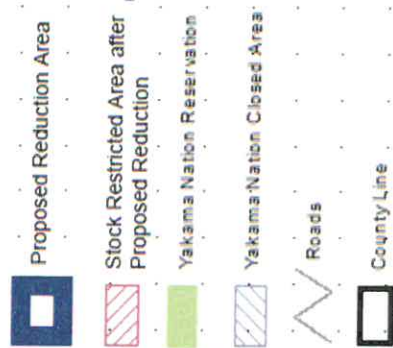 Proposed Reduction Area
Stock Restricted Area after
Proposed Reduction
Yakama Nation Reservation
Yakama Nation Closed Area
Roads
County Line